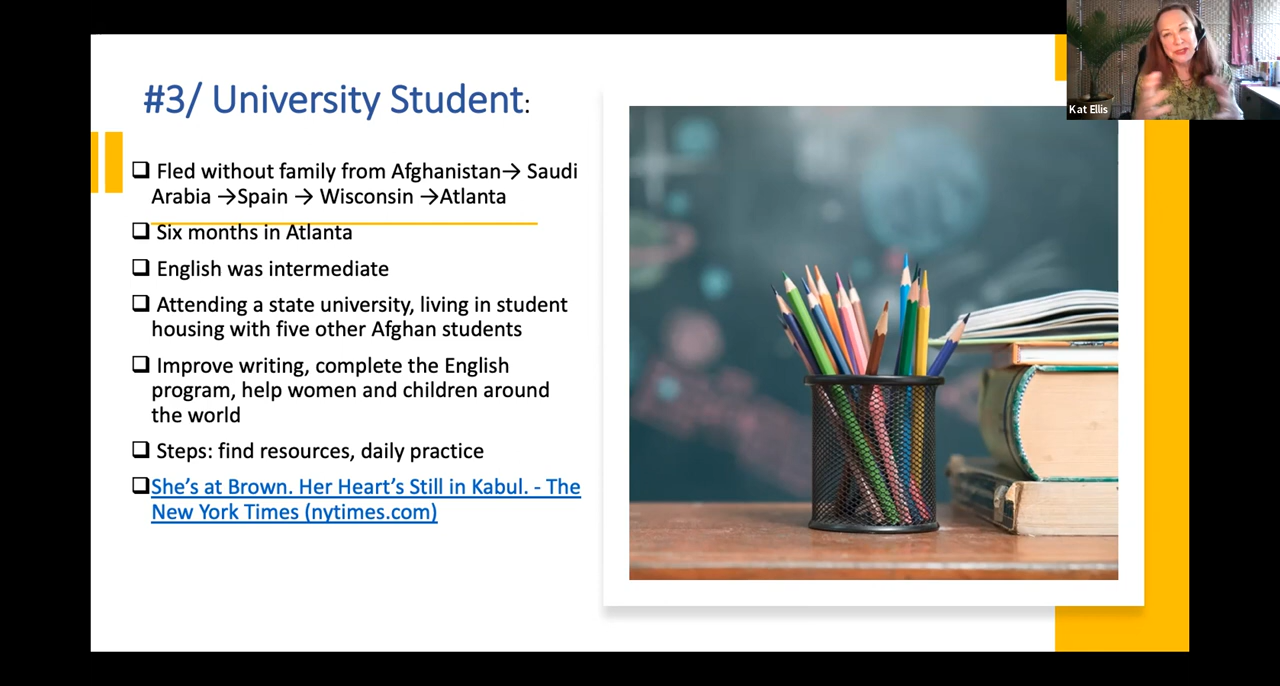 #3/ University Student:
❑ Fled without family from Afghanistan→ Saudi
Arabia →Spain → Wisconsin →Atlanta
❑ Six months in Atlanta
❑ English was intermediate
❑ Attending a state university, living in student
housing with five other Afghan students
❑ Improve writing, complete the English
program, help women and children around
the world
❑ Steps: find resources, daily practice
❑She’s at Brown. Her Heart’s Still in Kabul. - The
New York Times (nytimes.com)
Kat Ellis